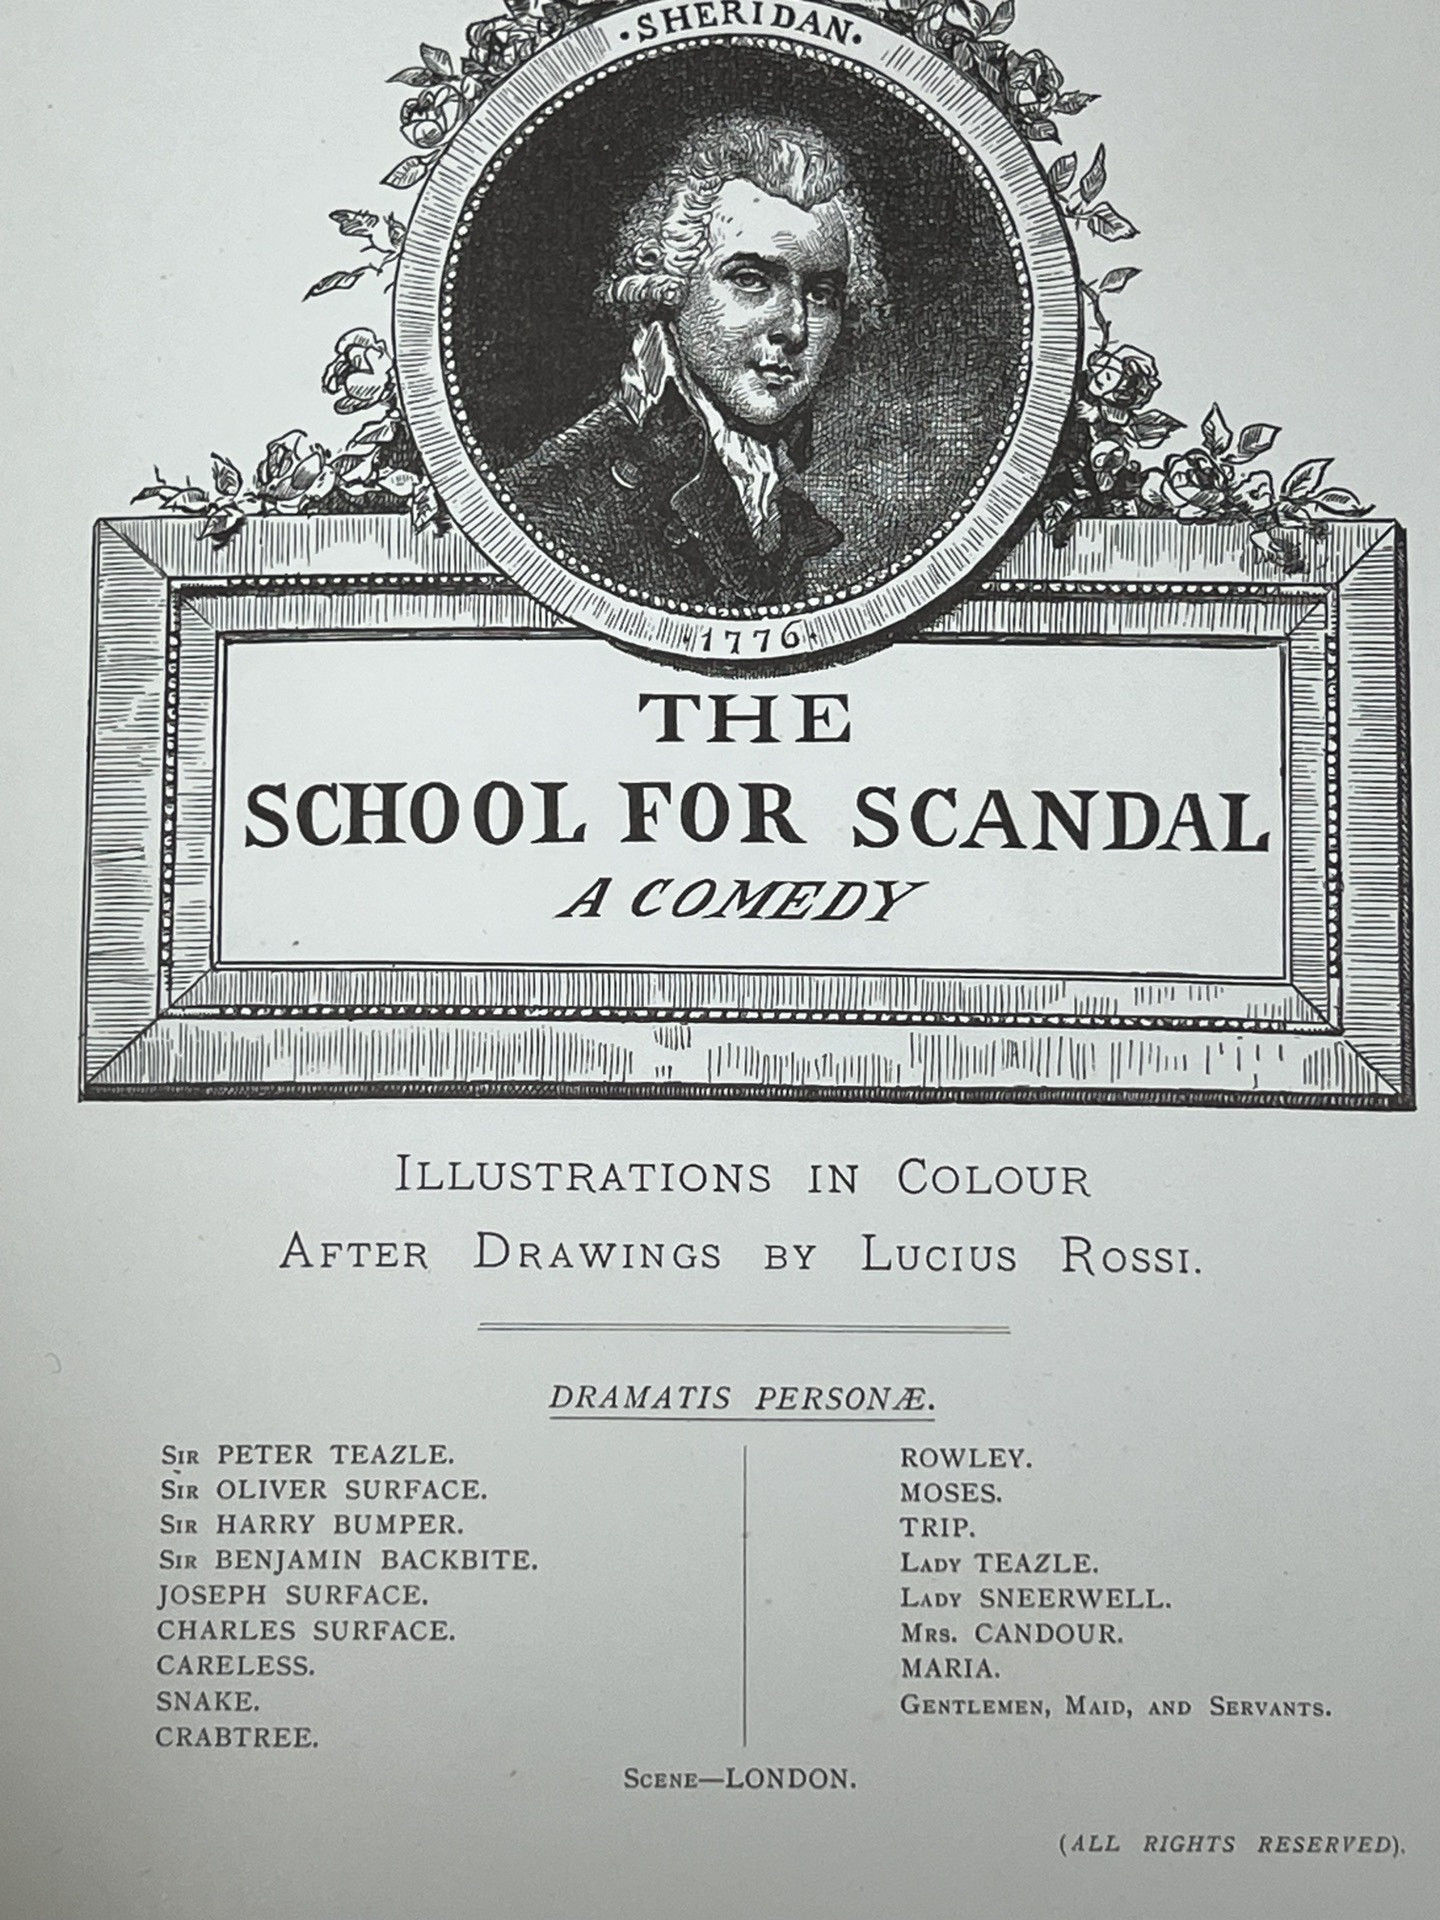 ·SHERIDAN·
·1776·
THE
SCHOOL FOR SCANDAL
A COMEDY
ILLUSTRATIONS IN COLOUR
AFTER DRAWINGS BY LUCIUS ROSSI.
DRAMATIS PERSONÆ.
SIR PETER TEAZLE.
SIR OLIVER SURFACE.
SIR HARRY BUMPER.
SIR BENJAMIN BACKBITE.
JOSEPH SURFACE.
CHARLES SURFACE.
CARELESS.
SNAKE.
CRABTREE.
ROWLEY.
MOSES.
TRIP.
LADY TEAZLE.
LADY SNEERWELL.
MRS. CANDOUR.
MARIA.
GENTLEMEN, MAID, AND SERVANTS.
SCENE—LONDON.
(ALL RIGHTS RESERVED).